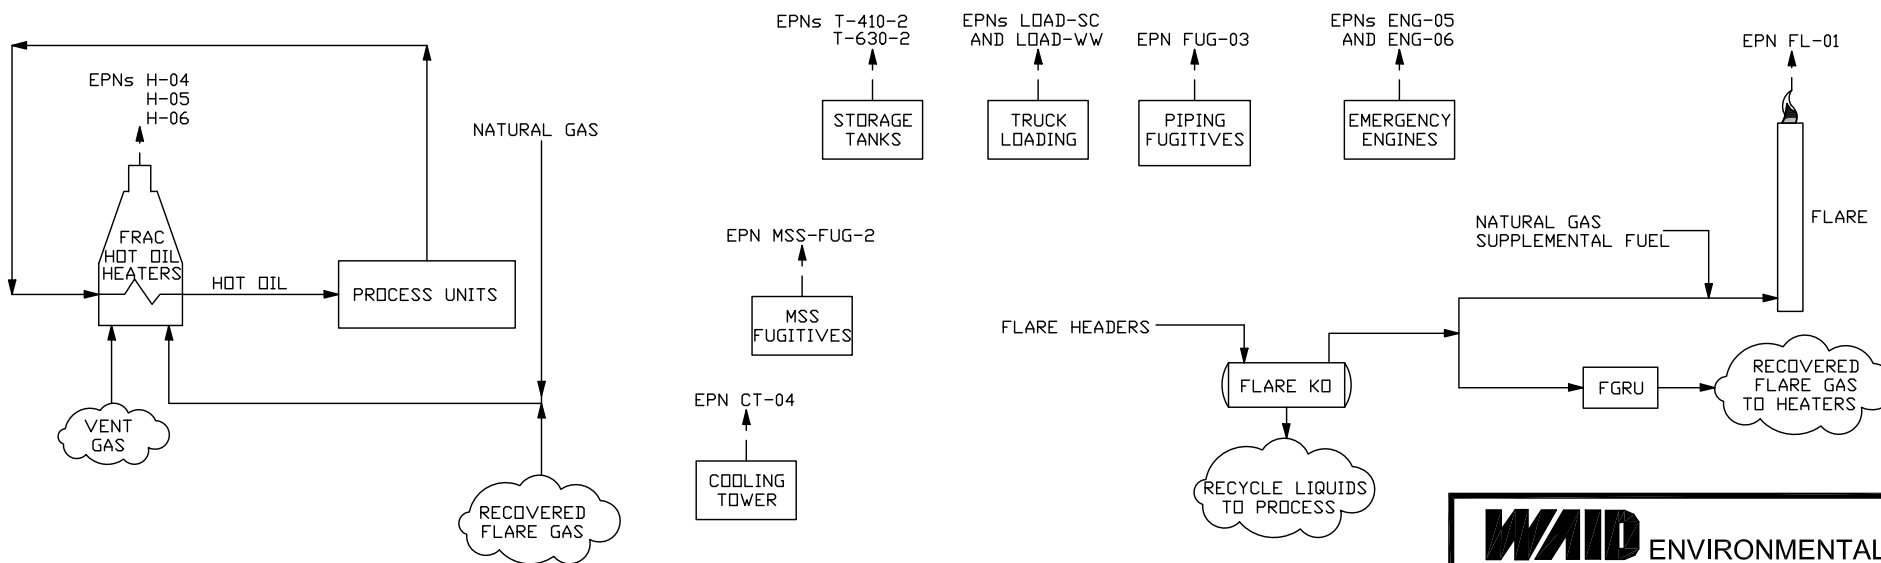 EPNs H-04
H-05
H-06
NATURAL GAS
FRAC
HOT OIL
HEATERS
HOT OIL
PROCESS UNITS
VENT
GAS
RECOVERED
FLARE GAS
EPNs T-410-2
T-630-2
STORAGE
TANKS
EPNs LOAD-SC
AND LOAD-WW
TRUCK
LOADING
EPN FUG-03
PIPING
FUGITIVES
EPNs ENG-05
AND ENG-06
EMERGENCY
ENGINES
EPN FL-01
FLARE
NATURAL GAS
SUPPLEMENTAL FUEL
EPN MSS-FUG-2
MSS
FUGITIVES
EPN CT-04
COOLING
TOWER
FLARE HEADERS
FLARE KO
RECYCLE LIQUIDS
TO PROCESS
FGRU
RECOVERED
FLARE GAS
TO HEATERS
WAID ENVIRONMENTAL